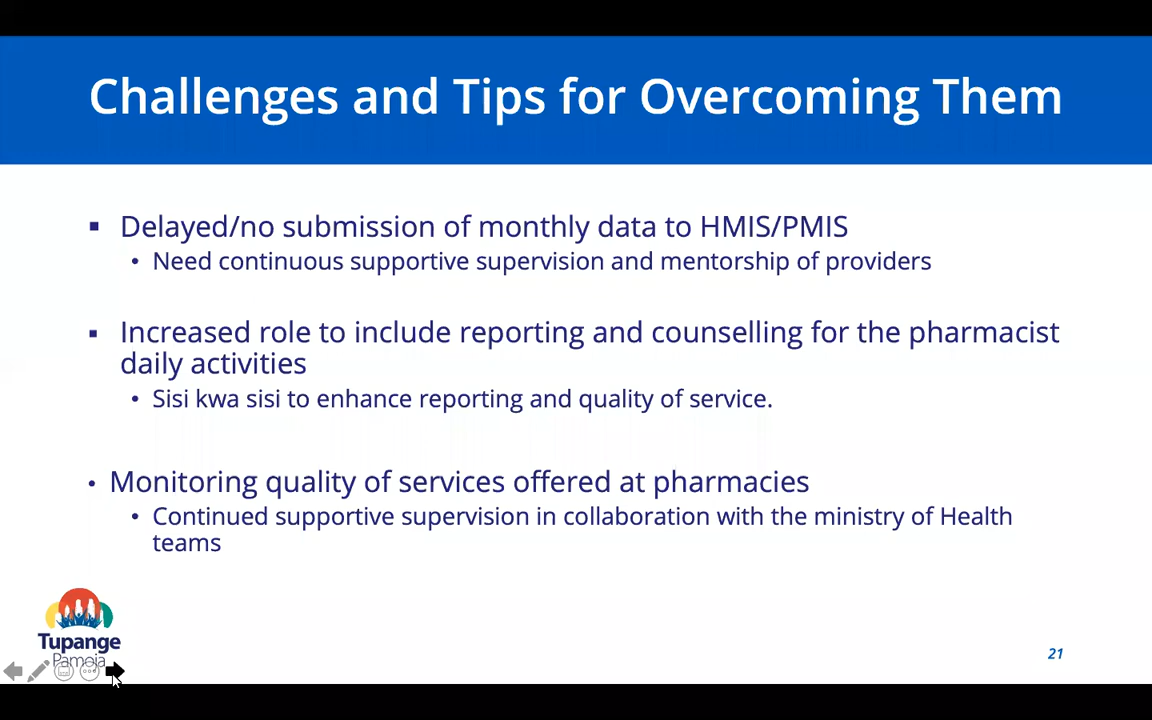 Challenges and Tips for Overcoming Them
▪ Delayed/no submission of monthly data to HMIS/PMIS
• Need continuous supportive supervision and mentorship of providers
▪ Increased role to include reporting and counselling for the pharmacist
daily activities
• Sisi kwa sisi to enhance reporting and quality of service.
• Monitoring quality of services offered at pharmacies
• Continued supportive supervision in collaboration with the ministry of Health
teams
Tupange
Pamoja
21